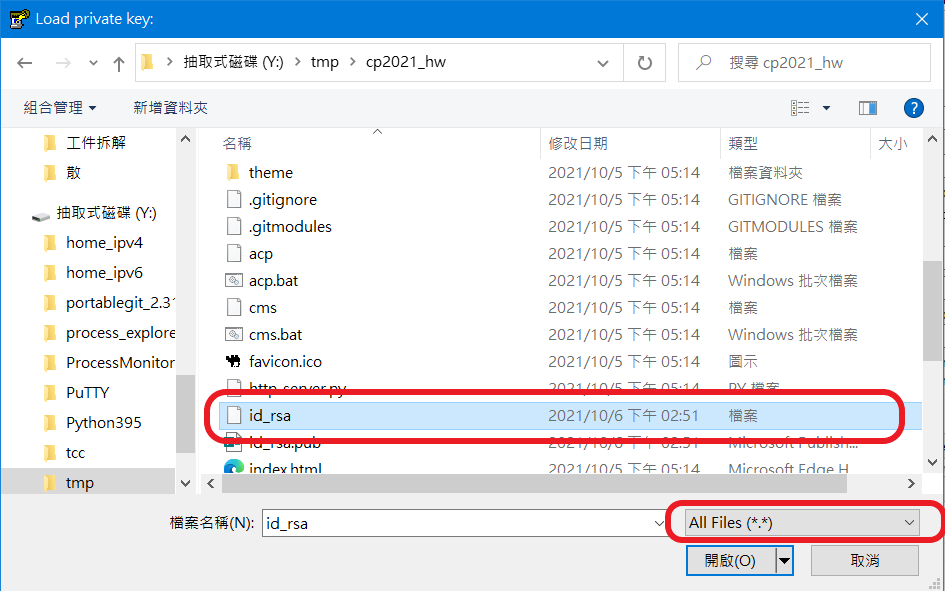 Load private key:
抽取式磁碟 (Y:) > tmp > cp2021_hw
搜尋 cp2021_hw
組合管理 新增資料夾
名稱 修改日期 類型 大小
工件拆解
散
抽取式磁碟 (Y:)
home_ipv4
home_ipv6
portablegit_2.31
process_explore
ProcessMonitor
PuTTY
Python395
tcc
tmp
theme 2021/10/5 下午 05:14 檔案資料夾
.gitignore 2021/10/5 下午 05:14 GITIGNORE 檔案
.gitmodules 2021/10/5 下午 05:14 GITMODULES 檔案
acp 2021/10/5 下午 05:14 檔案
acp.bat 2021/10/5 下午 05:14 Windows 批次檔案
cms 2021/10/5 下午 05:14 檔案
cms.bat 2021/10/5 下午 05:14 Windows 批次檔案
favicon.ico 2021/10/5 下午 05:14 圖示
http-server.py 2021/10/5 下午 05:14 PY 檔案
id_rsa 2021/10/6 下午 02:51 檔案
id_rsa.pub 2021/10/6 下午 02:51 Microsoft Publish...
index.html 2021/10/5 下午 05:14 Microsoft Edge H
檔案名稱(N): id_rsa All Files (*.*)
開啟(O) 取消